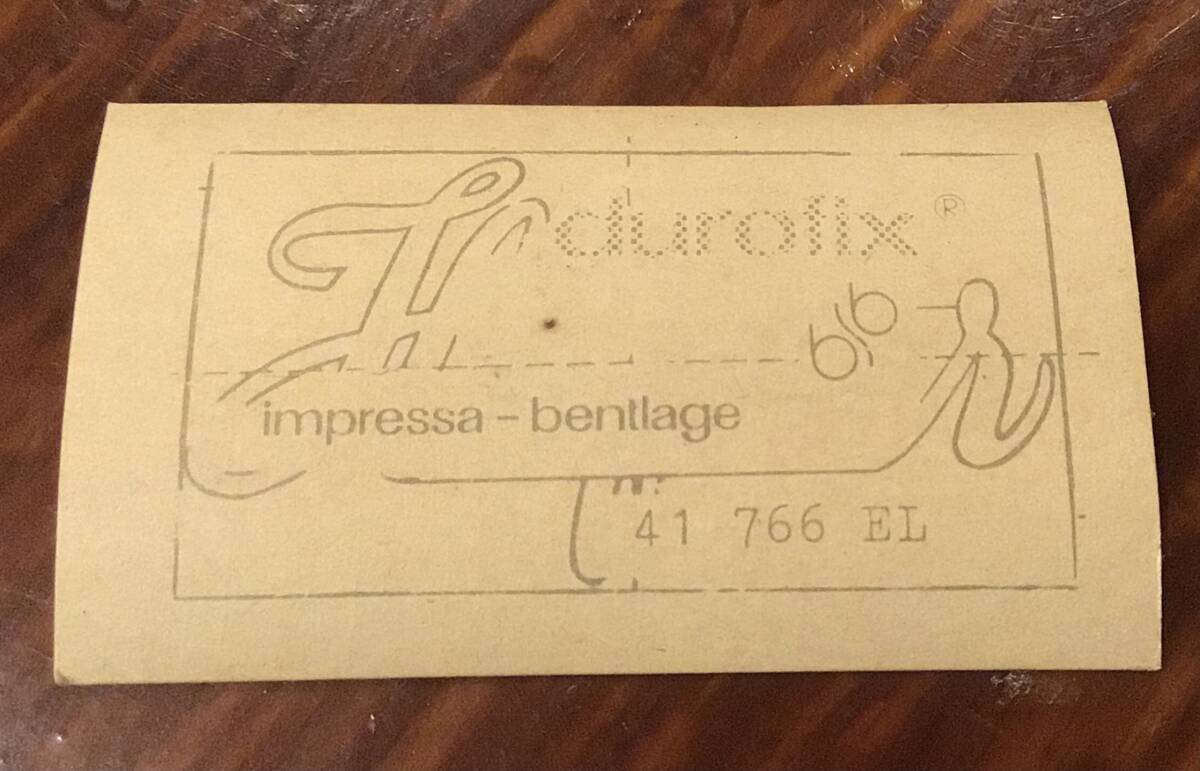 durofix ®
b/b
impressa - bentlage
41 766 EL